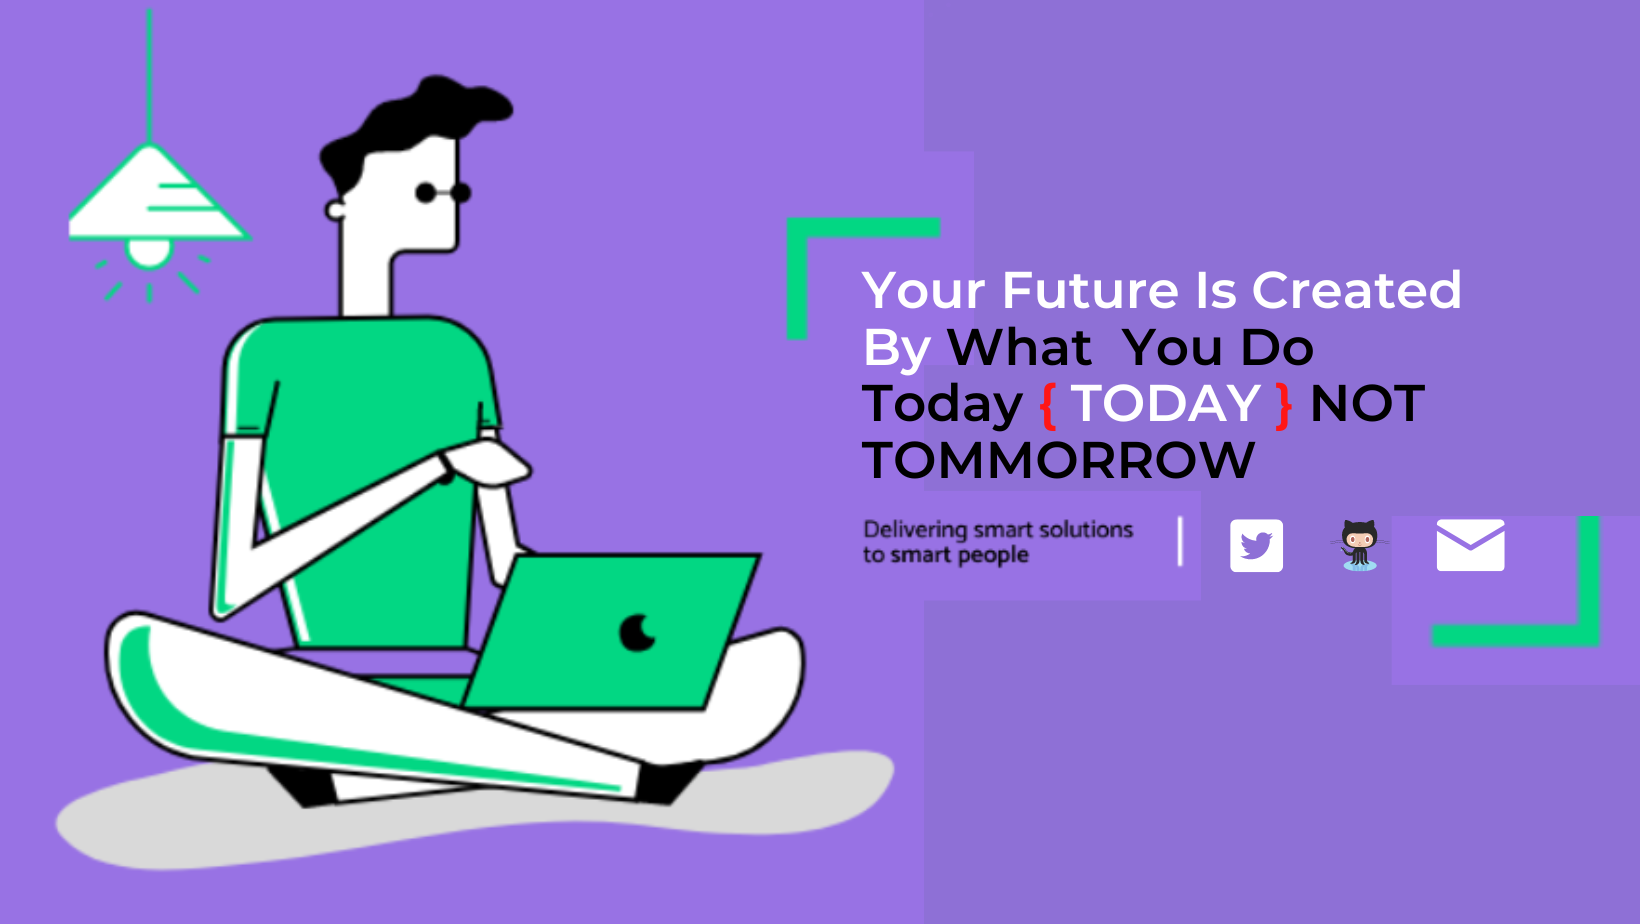 Your Future Is Created
By What You Do
Today { TODAY } NOT
TOMMORROW
Delivering smart solutions
to smart people